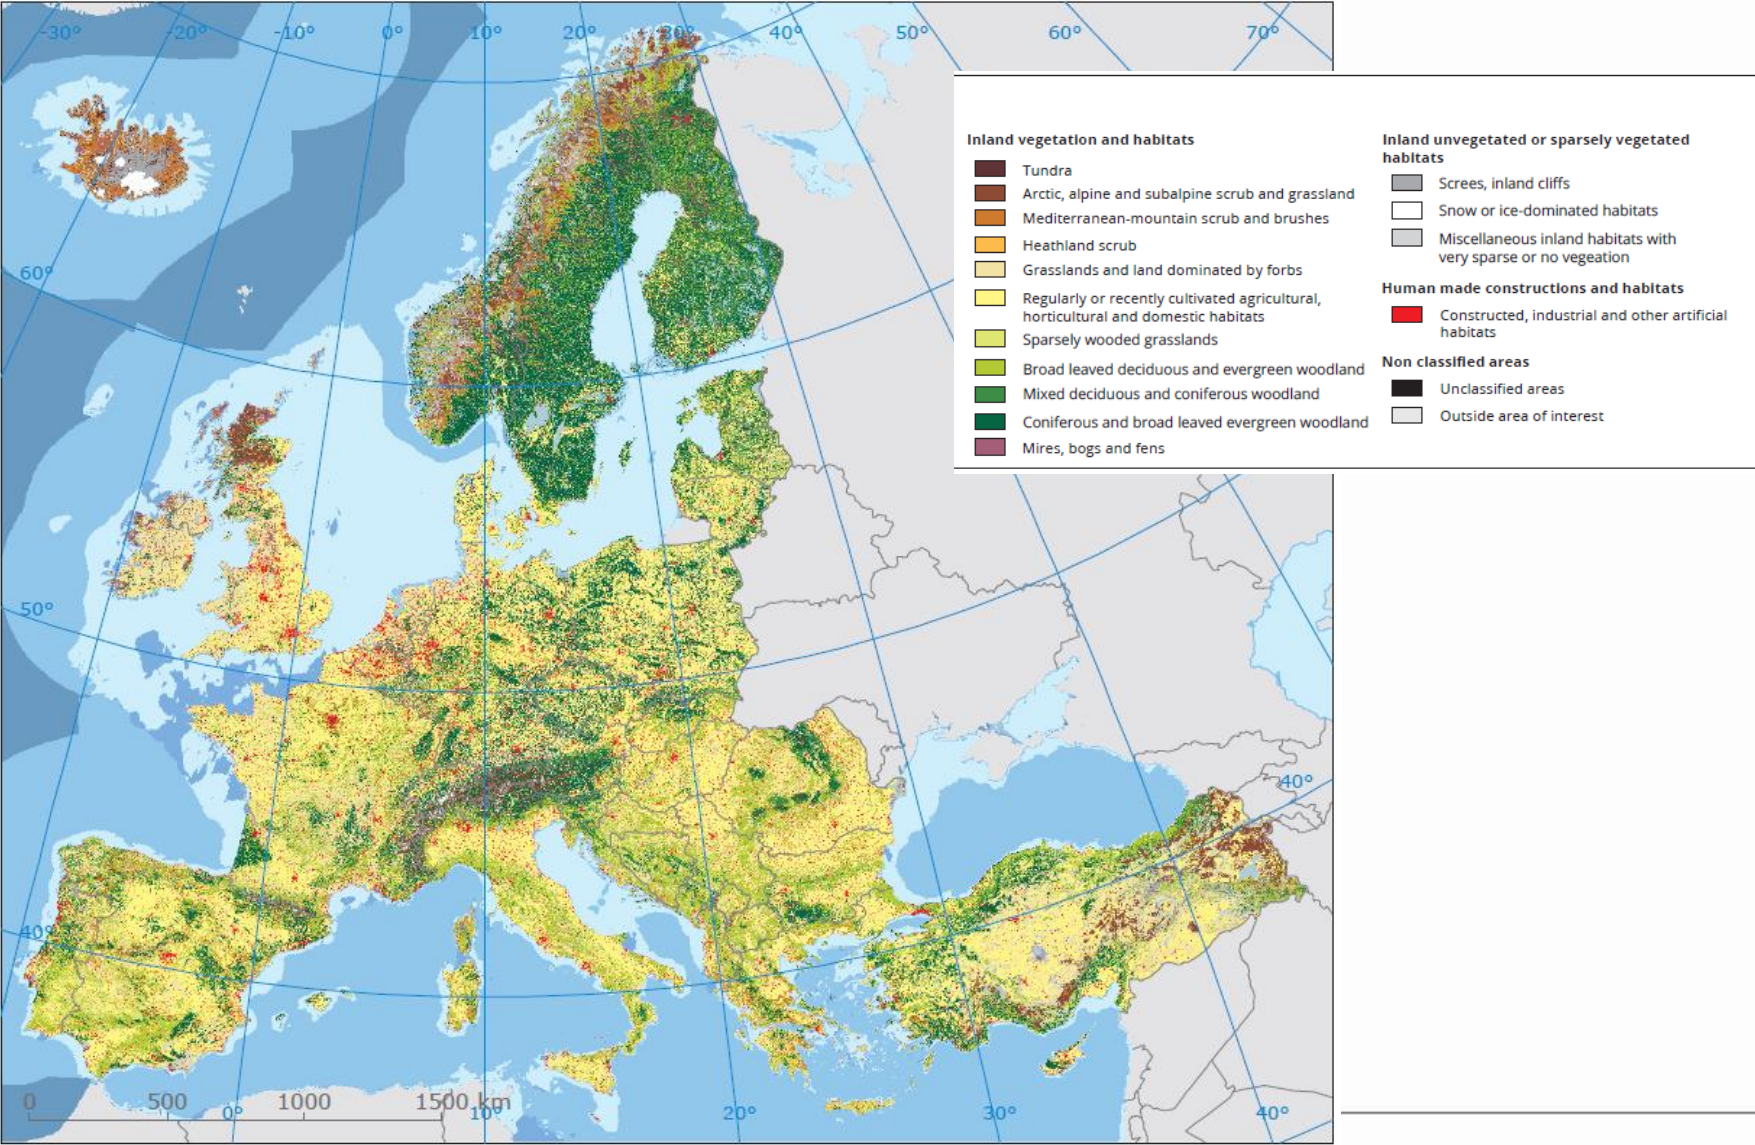 -30°
-20°
-10°
0°
10°
20°
30°
40°
50°
60°
70°
60°
50°
40°
40°
Inland vegetation and habitats
Tundra
Arctic, alpine and subalpine scrub and grassland
Mediterranean-mountain scrub and brushes
Heathland scrub
Grasslands and land dominated by forbs
Regularly or recently cultivated agricultural,
horticultural and domestic habitats
Sparsely wooded grasslands
Broad leaved deciduous and evergreen woodland
Mixed deciduous and coniferous woodland
Coniferous and broad leaved evergreen woodland
Mires, bogs and fens
Inland unvegetated or sparsely vegetated
habitats
Screes, inland cliffs
Snow or ice-dominated habitats
Miscellaneous inland habitats with
very sparse or no vegeation
Human made constructions and habitats
Constructed, industrial and other artificial
habitats
Non classified areas
Unclassified areas
Outside area of interest
0
500
1000
1500 km
0°
10°
20°
30°
40°